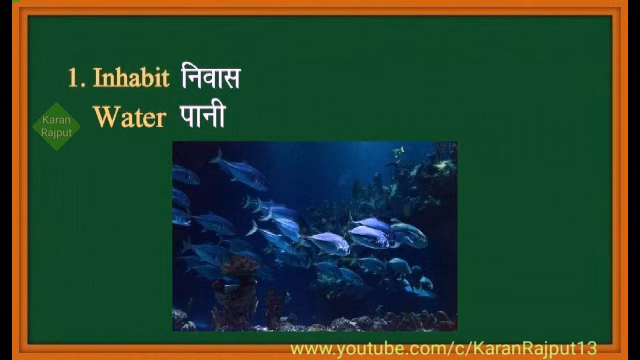 1. Inhabit निवास
Water पानी
Karan
Rajput
www.youtube.com/c/KaranRajput13